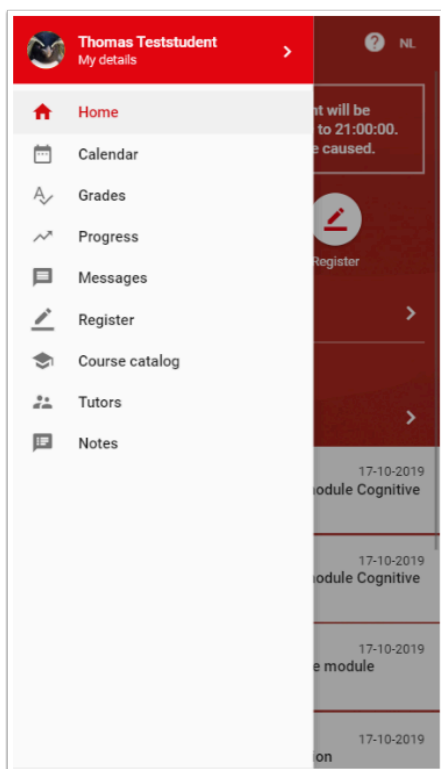 Thomas Teststudent
My details
NL
Home
Calendar
Grades
Progress
Messages
Register
Course catalog
Tutors
Notes
nt will be
to 21:00:00.
e caused.
Register
17-10-2019
odule Cognitive
17-10-2019
odule Cognitive
17-10-2019
e module
17-10-2019
ion